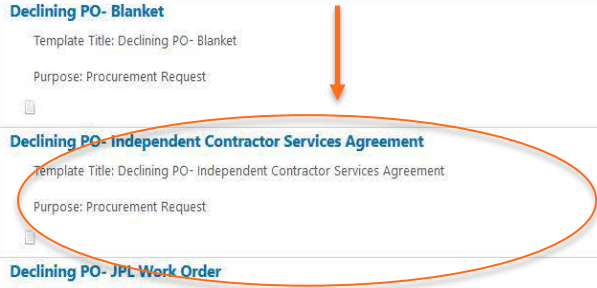 Declining PO- Blanket
Template Title: Declining PO- Blanket
Purpose: Procurement Request
Declining PO- Independent Contractor Services Agreement
Template Title: Declining PO- Independent Contractor Services Agreement
Purpose: Procurement Request
Declining PO- JPL Work Order